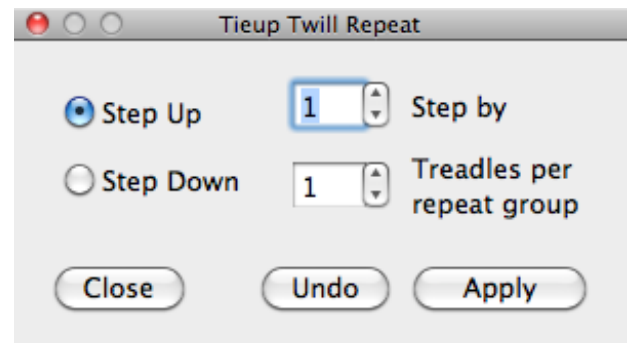 Tieup Twill Repeat
Step Up
1
Step by
Step Down
1
Treadles per
repeat group
Close
Undo
Apply